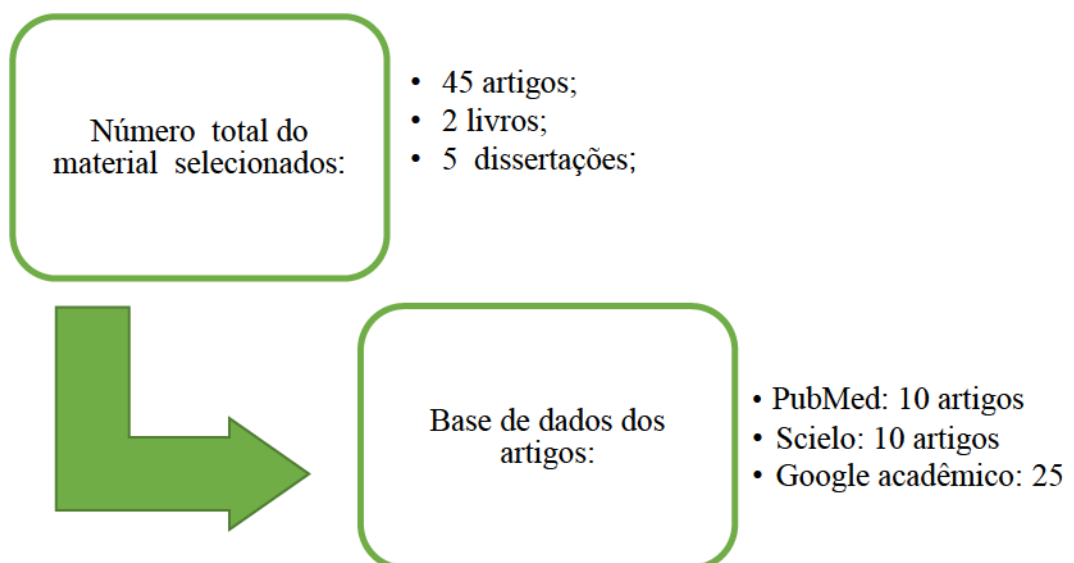 Número total do
material selecionados:
• 45 artigos;
• 2 livros;
• 5 dissertações;
Base de dados dos
artigos:
• PubMed: 10 artigos
• Scielo: 10 artigos
• Google acadêmico: 25